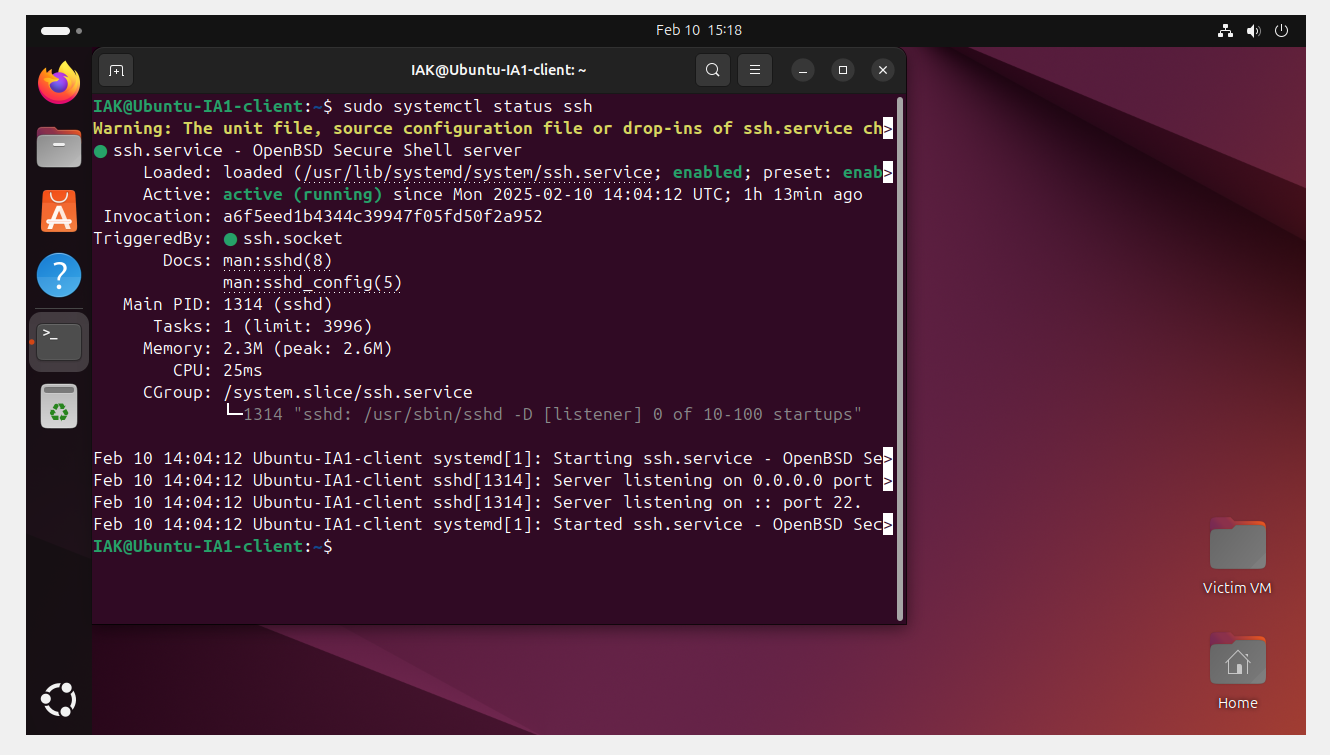 Feb 10 15:18
IAK@Ubuntu-IA1-client: ~
IAK@Ubuntu-IA1-client:~$ sudo systemctl status ssh
Warning: The unit file, source configuration file or drop-ins of ssh.service ch>
● ssh.service - OpenBSD Secure Shell server
     Loaded: loaded (/usr/lib/systemd/system/ssh.service; enabled; preset: enab>
     Active: active (running) since Mon 2025-02-10 14:04:12 UTC; 1h 13min ago
 Invocation: a6f5eed1b4344c39947f05fd50f2a952
TriggeredBy: ● ssh.socket
       Docs: man:sshd(8)
             man:sshd_config(5)
   Main PID: 1314 (sshd)
      Tasks: 1 (limit: 3996)
     Memory: 2.3M (peak: 2.6M)
        CPU: 25ms
     CGroup: /system.slice/ssh.service
             └─1314 "sshd: /usr/sbin/sshd -D [listener] 0 of 10-100 startups"
Feb 10 14:04:12 Ubuntu-IA1-client systemd[1]: Starting ssh.service - OpenBSD Se>
Feb 10 14:04:12 Ubuntu-IA1-client sshd[1314]: Server listening on 0.0.0.0 port >
Feb 10 14:04:12 Ubuntu-IA1-client sshd[1314]: Server listening on :: port 22.
Feb 10 14:04:12 Ubuntu-IA1-client systemd[1]: Started ssh.service - OpenBSD Sec>
IAK@Ubuntu-IA1-client:~$
Victim VM
Home